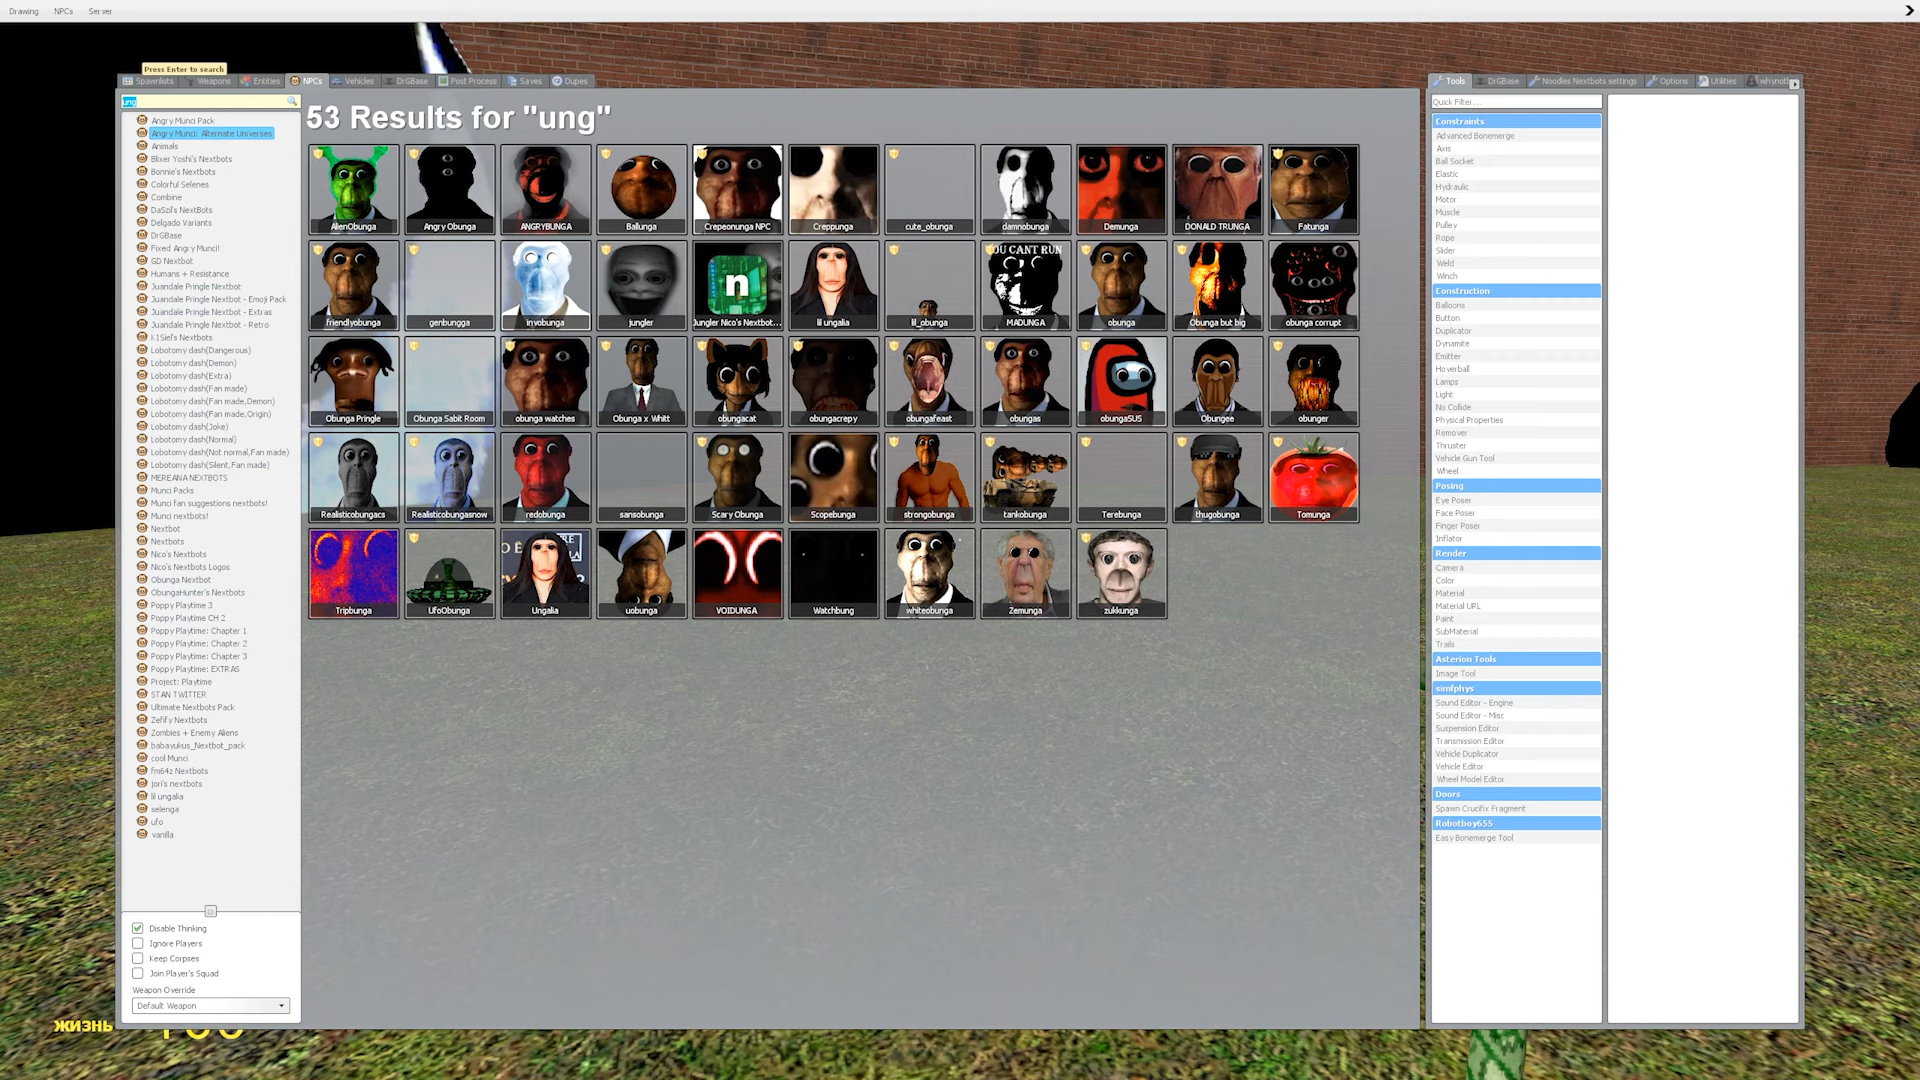 Drawing NPCs Server
Press Enter to search
Spawnlists Weapons Entities NPCs Vehicles DrGBase Post Process Saves Dupes
ung
53 Results for "ung"
Angry Munci Pack
Angry Munci: Alternate Universes
Animals
Blixer Yoshi's Nextbots
Bonnie's Nextbots
Colorful Selenes
Combine
DaSzil's NextBots
Delgado Variants
DrGBase
Fixed Angry Munci!
GD Nextbot
Humans + Resistance
Juandale Pringle Nextbot
Juandale Pringle Nextbot - Emoji Pack
Juandale Pringle Nextbot - Extras
Juandale Pringle Nextbot - Retro
K1Siel's Nextbots
Lobotomy dash(Dangerous)
Lobotomy dash(Demon)
Lobotomy dash(Extra)
Lobotomy dash(Fan made)
Lobotomy dash(Fan made,Demon)
Lobotomy dash(Fan made,Origin)
Lobotomy dash(Joke)
Lobotomy dash(Normal)
Lobotomy dash(Not normal,Fan made)
Lobotomy dash(Silent,Fan made)
MEREANA NEXTBOTS
Munci Packs
Munci fan suggestions nextbots!
Munci nextbots!
Nextbot
Nextbots
Nico's Nextbots
Nico's Nextbots Logos
Obunga Nextbot
ObungaHunter's Nextbots
Poppy Playtime 3
Poppy Playtime CH 2
Poppy Playtime: Chapter 1
Poppy Playtime: Chapter 2
Poppy Playtime: Chapter 3
Poppy Playtime: EXTRAS
Project: Playtime
STAN TWITTER
Ultimate Nextbots Pack
Zefify Nextbots
Zombies + Enemy Aliens
babayukus_Nextbot_pack
cool Munci
fm64z Nextbots
jori's nextbots
lil ungalia
selenga
ufo
vanilla
Disable Thinking
Ignore Players
Keep Corpses
Join Player's Squad
Weapon Override
Default Weapon
AlienObunga Angry Obunga ANGRYBUNGA Ballunga Crepeonunga NPC Creppunga cute_obunga damnobunga Demunga DONALD TRUNGA Fatunga
YOU CANT RUN
friendlyobunga genbungga invobunga jungler Jungler Nico's Nextbot... lil ungalia lil_obunga MADUNGA obunga Obunga but big obunga corrupt
n
Obunga Pringle Obunga Sabit Room obunga watches Obunga x Whitt obungacat obungacrepy obungafeast obungas obungaSUS Obungee obunger
Realisticobungacs Realisticobungasnow redobunga sansobunga Scary Obunga Scopebunga strongobunga tankobunga Terebunga thugobunga Tomunga
Tripbunga UfoObunga Ungalia uobunga VOIDUNGA Watchbung whiteobunga Zemunga zukkunga
Tools DrGBase Noodles Nextbots settings Options Utilities whynoth
Quick Filter...
Constraints
Advanced Bonemerge
Axis
Ball Socket
Elastic
Hydraulic
Motor
Muscle
Pulley
Rope
Slider
Weld
Winch
Construction
Balloons
Button
Duplicator
Dynamite
Emitter
Hoverball
Lamps
Light
No Collide
Physical Properties
Remover
Thruster
Vehicle Gun Tool
Wheel
Posing
Eye Poser
Face Poser
Finger Poser
Inflator
Render
Camera
Color
Material
Material URL
Paint
SubMaterial
Trails
Asterion Tools
Image Tool
simfphys
Sound Editor - Engine
Sound Editor - Misc
Suspension Editor
Transmission Editor
Vehicle Duplicator
Vehicle Editor
Wheel Model Editor
Doors
Spawn Crucifix Fragment
Robotboy655
Easy Bonemerge Tool
ЖИЗНЬ